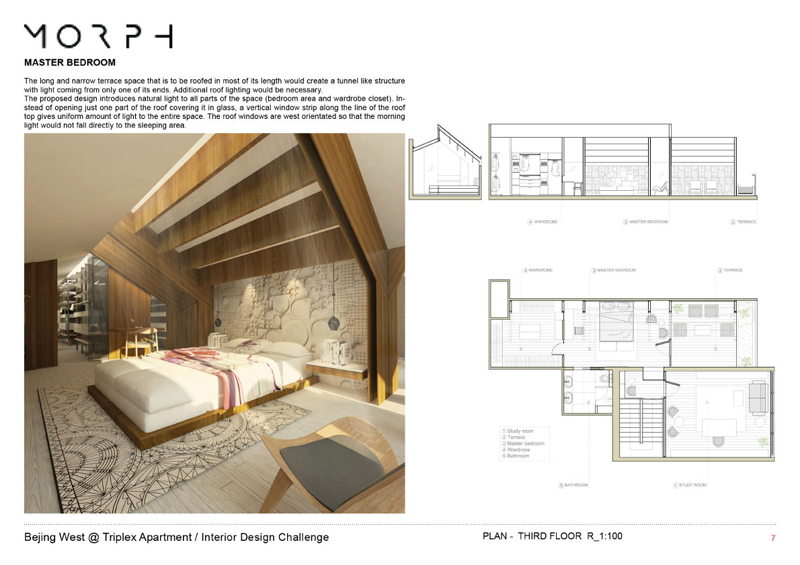 MORPH
MASTER BEDROOM
The long and narrow terrace space that is to be roofed in most of its length would create a tunnel like structure
with light coming from only one of its ends. Additional roof lighting would be necessary.
The proposed design introduces natural light to all parts of the space (bedroom area and wardrobe closet). In-
stead of opening just one part of the roof covering it in glass, a vertical window strip along the line of the roof
top gives uniform amount of light to the entire space. The roof windows are west orientated so that the morning
light would not fall directly to the sleeping area.
4 WARDROBE
3 MASTER BEDROOM
2 TERRACE
4 WARDROBE
3 MASTER BEDROOM
2 TERRACE
1 Study room
2 Terrace
3 Master badroom
4 Wardrobe
5 Bathroom
5 BATHROOM
1 STUDY ROOM
Bejing West @ Triplex Apartment / Interior Design Challenge
PLAN - THIRD FLOOR R_1:100
7